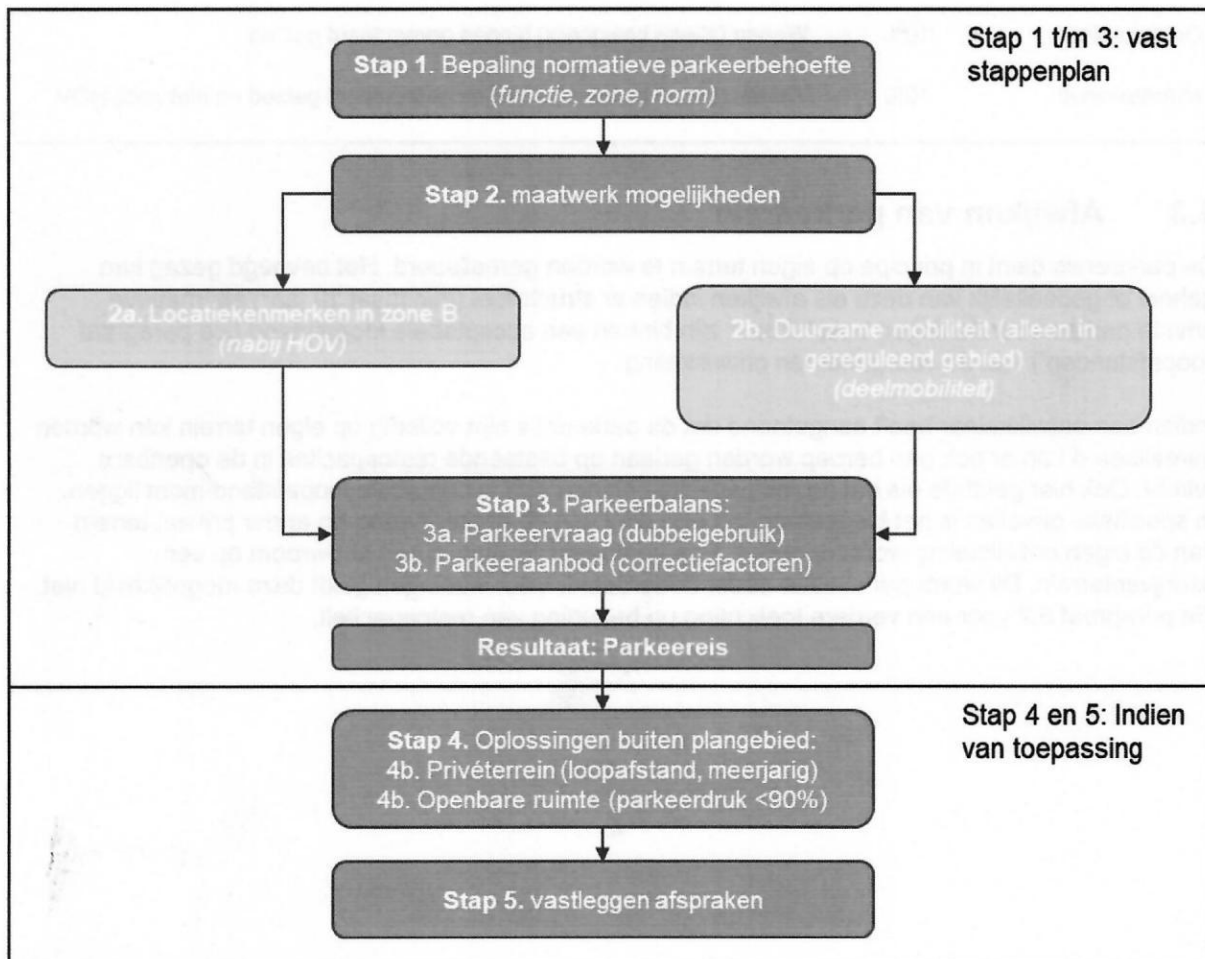 Stap 1 t/m 3: vast
stappenplan
Stap 1. Bepaling normatieve parkeerbehoefte
(functie, zone, norm)
Stap 2. maatwerk mogelijkheden
2a. Locatiekenmerken in zone B
(nabij HOV)
2b. Duurzame mobiliteit (alleen in
gereguleerd gebied)
(deelmobiliteit)
Stap 3. Parkeerbalans:
3a. Parkeervraag (dubbelgebruik)
3b. Parkeeraanbod (correctiefactoren)
Resultaat: Parkeereis
Stap 4 en 5: Indien
van toepassing
Stap 4. Oplossingen buiten plangebied:
4b. Privéterrein (loopafstand, meerjarig)
4b. Openbare ruimte (parkeerdruk <90%)
Stap 5. vastleggen afspraken